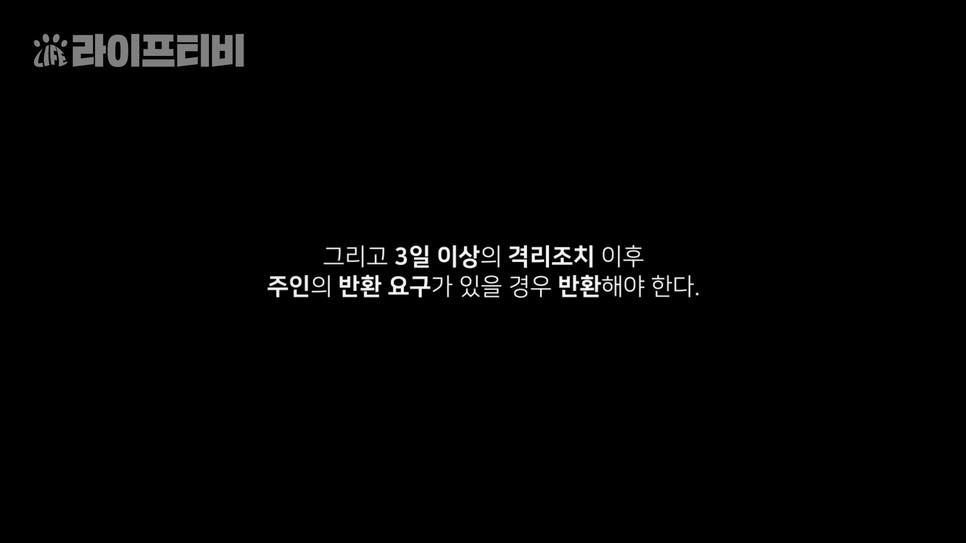 LIFE 라이프티비
그리고 3일 이상의 격리조치 이후
주인의 반환 요구가 있을 경우 반환해야 한다.